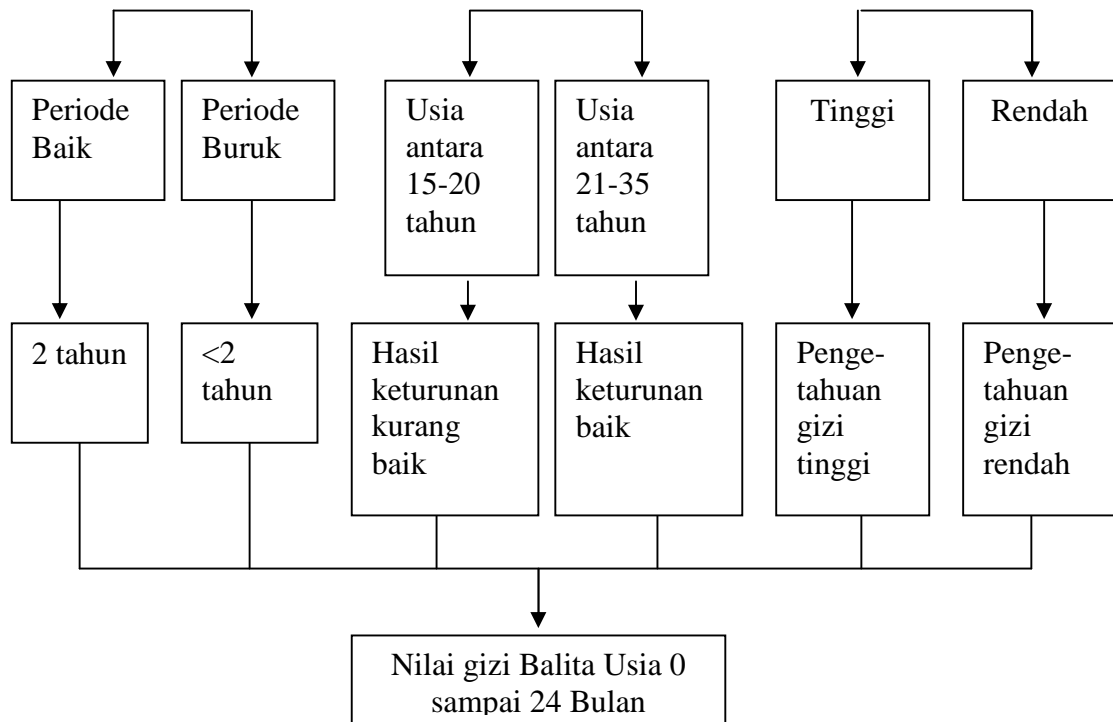 Periode
Baik
Periode
Buruk
Usia
antara
15-20
tahun
Usia
antara
21-35
tahun
Tinggi
Rendah
2 tahun
<2
tahun
Hasil
keturunan
kurang
baik
Hasil
keturunan
baik
Penge-
tahuan
gizi
tinggi
Penge-
tahuan
gizi
rendah
Nilai gizi Balita Usia 0
sampai 24 Bulan